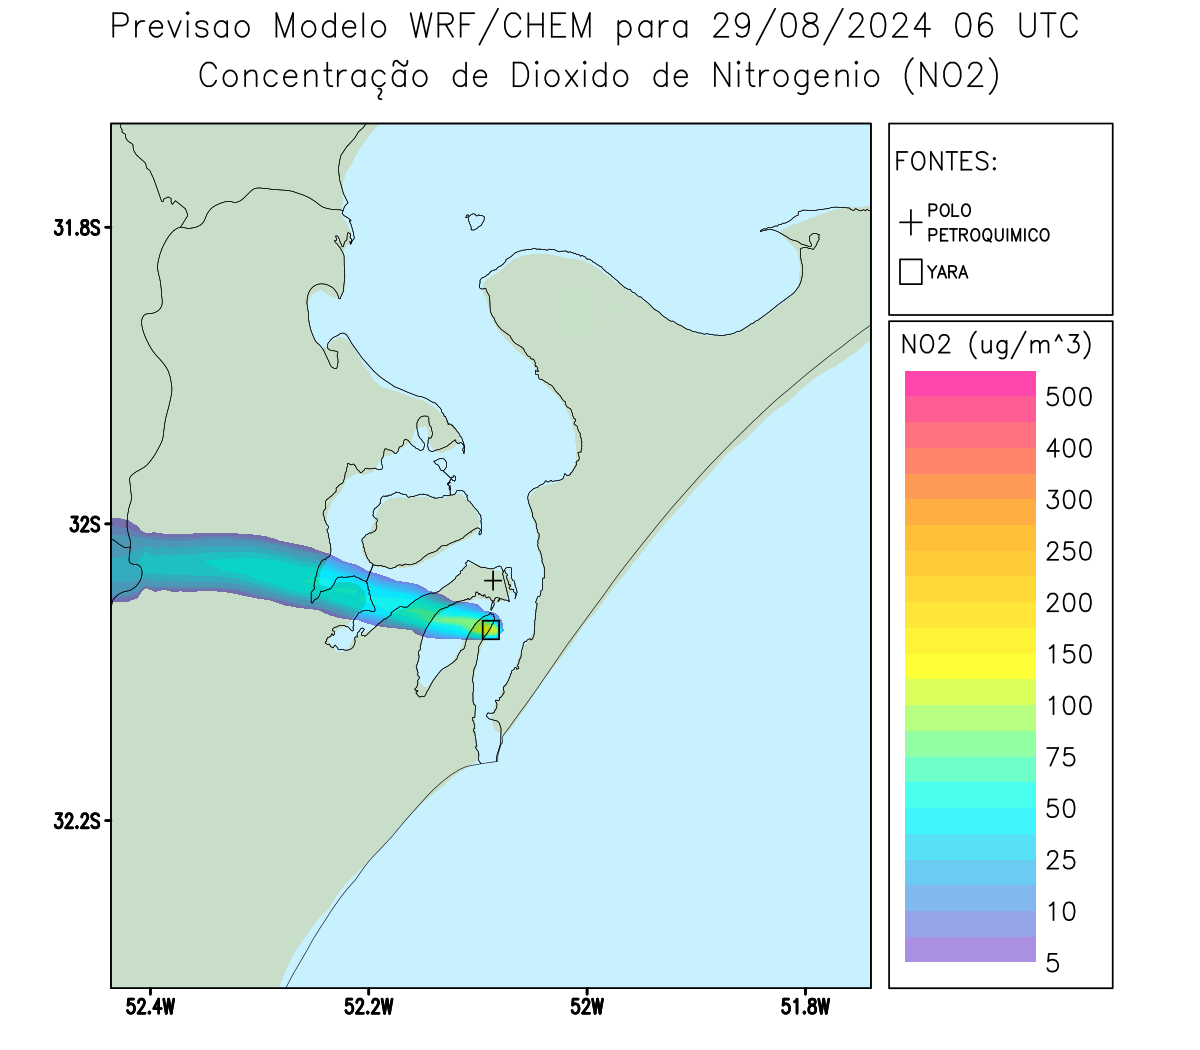 Previsao Modelo WRF/CHEM para 29/08/2024 06 UTC
Concentração de Dioxido de Nitrogenio (NO2)
FONTES:
POLO
PETROQUIMICO
YARA
NO2 (ug/m^3)
500
400
300
250
200
150
100
75
50
25
10
5
31.8S
32S
32.2S
52.4W 52.2W 52W 51.8W